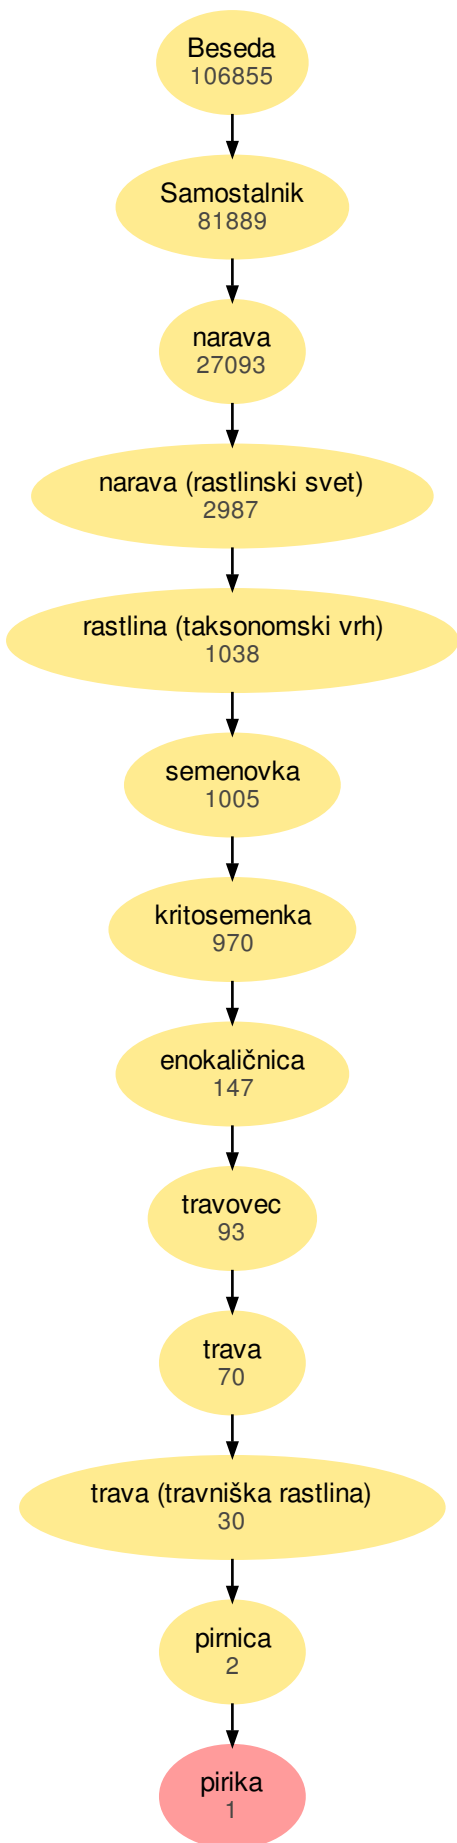 Beseda
106855
Samostalnik
81889
narava
27093
narava (rastlinski svet)
2987
rastlina (taksonomski vrh)
1038
semenovka
1005
kritosemenka
970
enokaličnica
147
travovec
93
trava
70
trava (travniška rastlina)
30
pirnica
2
pirika
1